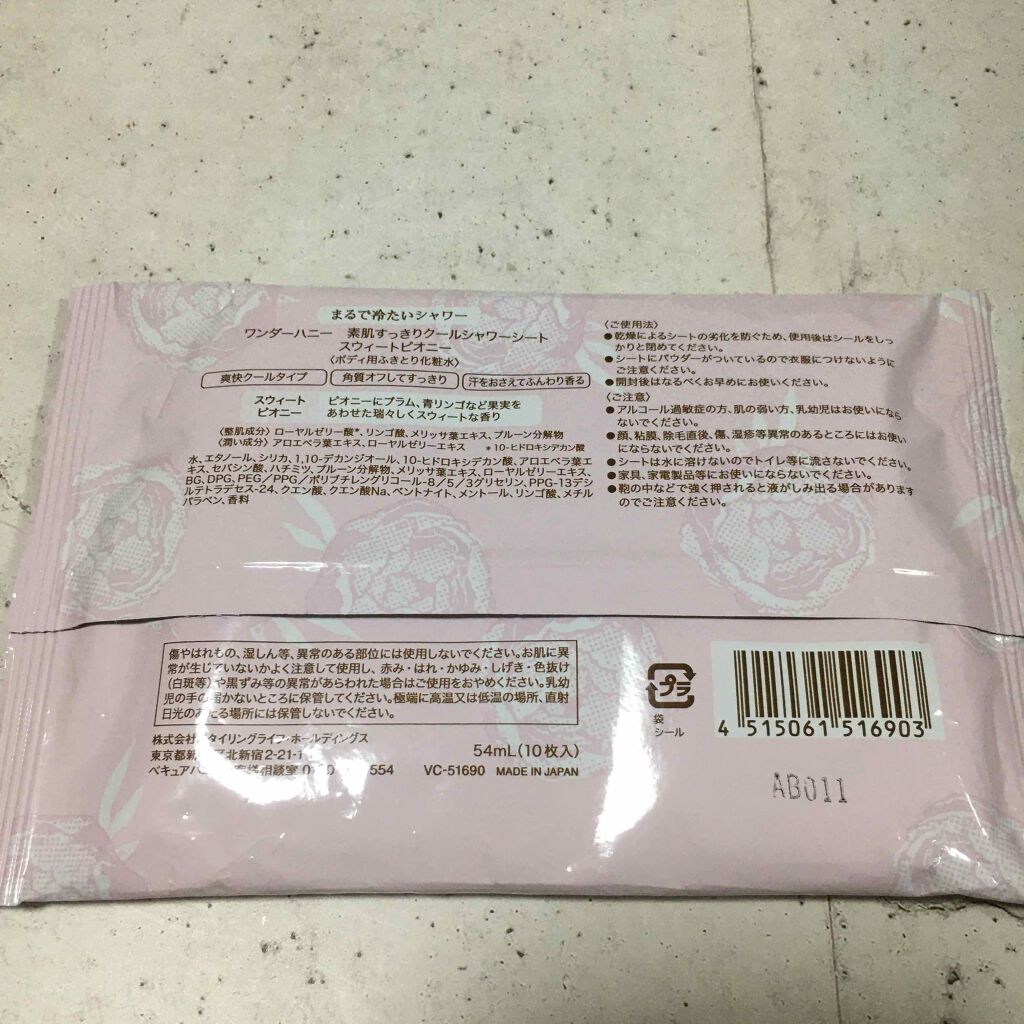 まるで冷たいシャワー
ワンダーハニー 素肌すっきりクールシャワーシート
スウィートピオニー
〈ボディ用ふきとり化粧水〉
爽快クールタイプ 角質オフしてすっきり 汗をおさえてふんわり香る
スウィート
ピオニー
ピオニーにプラム、青リンゴなど果実を
あわせた瑞々しくスウィートな香り
〈整肌成分〉ローヤルゼリー酸*、リンゴ酸、メリッサ葉エキス、プルーン分解物
〈潤い成分〉アロエベラ葉エキス、ローヤルゼリーエキス *10-ヒドロキシデカン酸
水、エタノール、シリカ、1,10-デカンジオール、10-ヒドロキシデカン酸、アロエベラ葉エ
キス、セバシン酸、ハチミツ、プルーン分解物、メリッサ葉エキス、ローヤルゼリーエキス、
BG、DPG、PEG/PPG/ポリブチレングリコール-8/5/3グリセリン、PPG-13デシ
ルテトラデセス-24、クエン酸、クエン酸Na、ベントナイト、メントール、リンゴ酸、メチル
パラベン、香料
〈ご使用法〉
●乾燥によるシートの劣化を防ぐため、使用後はシールをしっ
かりと閉めてください。
●シートにパウダーがついているので衣服につけないように
ご注意ください。
●開封後はなるべくお早めにお使いください。
〈ご注意〉
●アルコール過敏症の方、肌の弱い方、乳幼児はお使いにな
らないでください。
●顔、粘膜、除毛直後、傷、湿疹等異常のあるところにはお使い
にならないでください。
●シートは水に溶けないのでトイレ等に流さないでください。
●家具、家電製品等にお使いにならないでください。
●鞄の中などで強く押されると液がしみ出る場合があります
のでご注意ください。
傷やはれもの、湿しん等、異常のある部位には使用しないでください。お肌に異
常が生じていないかよく注意して使用し、赤み・はれ・かゆみ・しげき・色抜け
(白斑等)や黒ずみ等の異常があらわれた場合はご使用をおやめください。乳幼
児の手の届かないところに保管してください。極端に高温又は低温の場所、直射
日光のあたる場所には保管しないでください。
株式会社 タイリングライフ・ホールディングス
東京都新 区北新宿2-21-1
ベキュアハ 客様相談室 554
54mL(10枚入)
VC-51690 MADE IN JAPAN
プラ
袋
シール
4 515061 516903
AB011